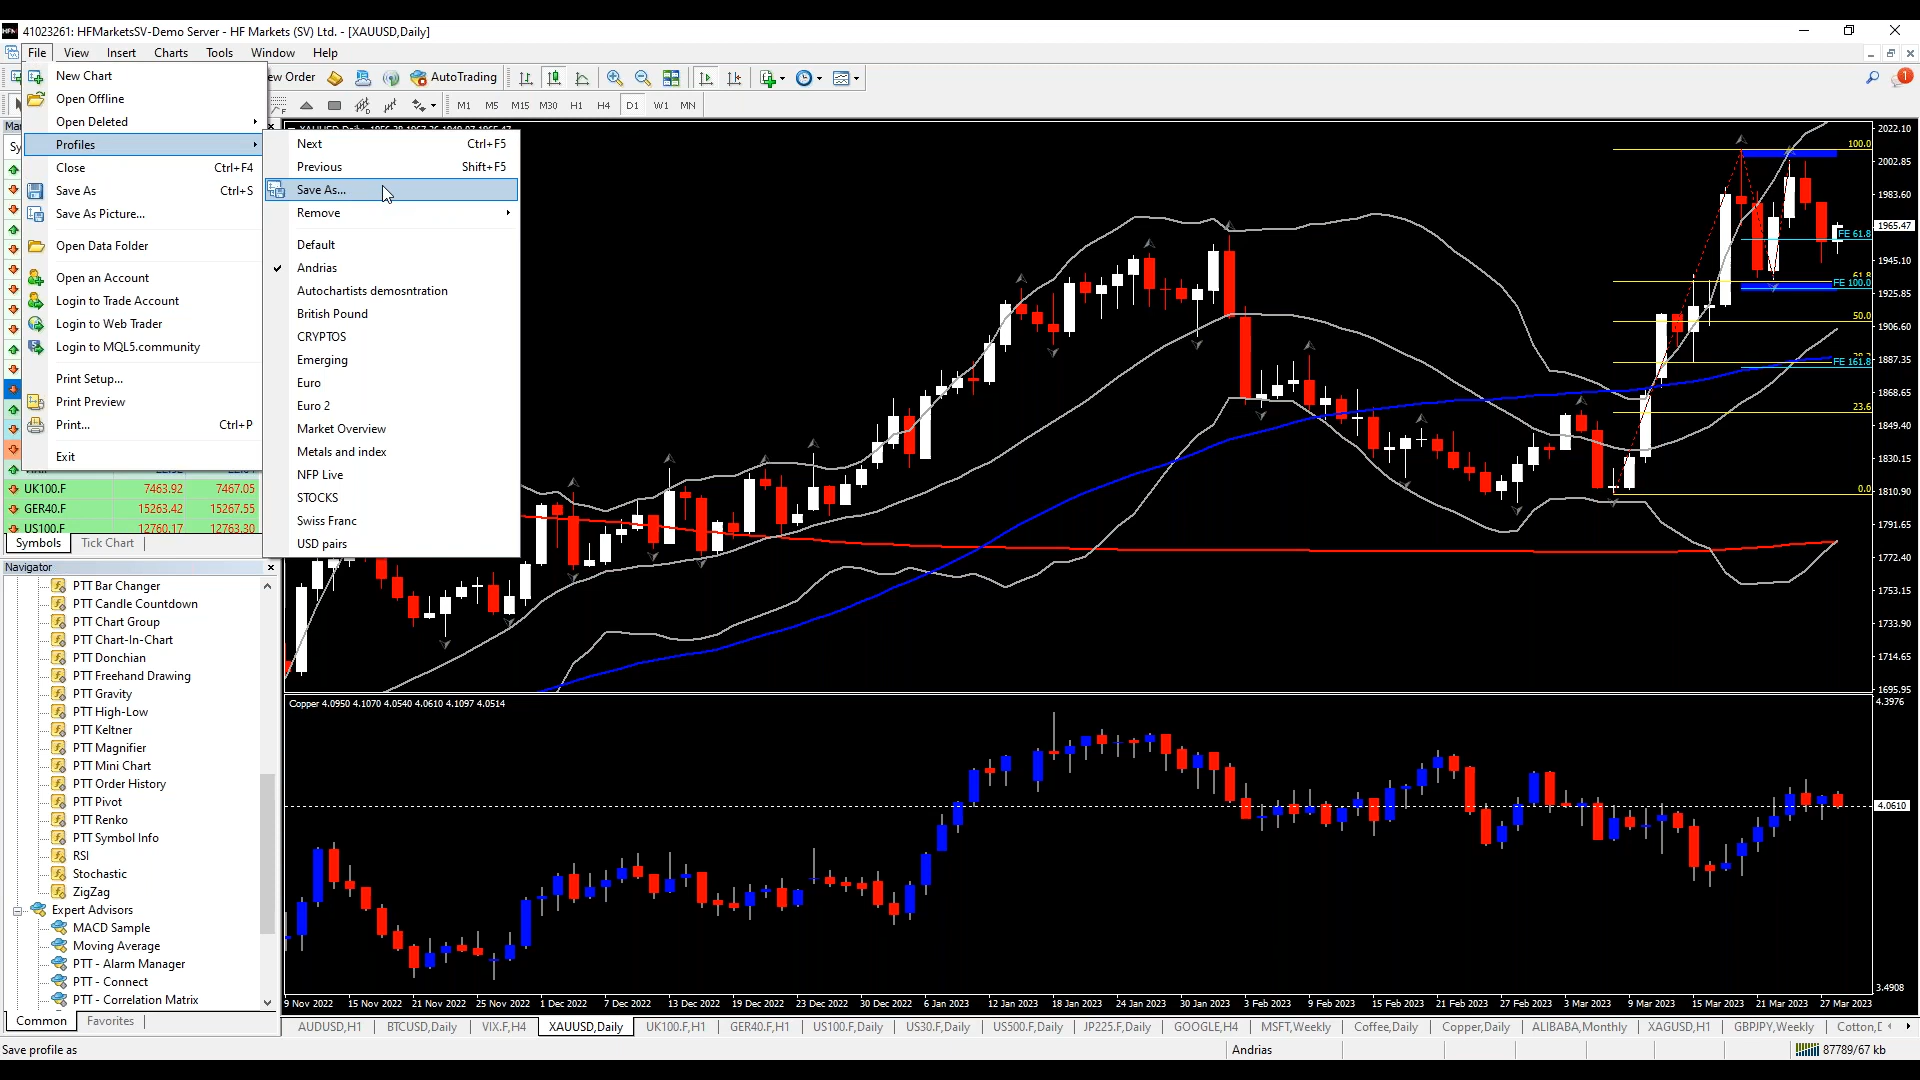 41023261: HFMarketsSV-Demo Server - HF Markets (SV) Ltd. - [XAUUSD,Daily]
File View Insert Charts Tools Window Help
New Order AutoTrading
M1 M5 M15 M30 H1 H4 D1 W1 MN
New Chart
Open Offline
Open Deleted
Profiles
Close Ctrl+F4
Save As Ctrl+S
Save As Picture...
Open Data Folder
Open an Account
Login to Trade Account
Login to Web Trader
Login to MQL5.community
Print Setup...
Print Preview
Print... Ctrl+P
Exit
Next Ctrl+F5
Previous Shift+F5
Save As...
Remove
Default
Andrias
Autochartists demosntration
British Pound
CRYPTOS
Emerging
Euro
Euro 2
Market Overview
Metals and index
NFP Live
STOCKS
Swiss Franc
USD pairs
UK100.F 7463.92 7467.05
GER40.F 15263.42 15267.55
US100.F 12760.17 12763.30
Symbols Tick Chart
Navigator
PTT Bar Changer
PTT Candle Countdown
PTT Chart Group
PTT Chart-In-Chart
PTT Donchian
PTT Freehand Drawing
PTT Gravity
PTT High-Low
PTT Keltner
PTT Magnifier
PTT Mini Chart
PTT Order History
PTT Pivot
PTT Renko
PTT Symbol Info
RSI
Stochastic
ZigZag
Expert Advisors
MACD Sample
Moving Average
PTT - Alarm Manager
PTT - Connect
PTT - Correlation Matrix
Common Favorites
100.0
FE 61.8
61.8
FE 100.0
50.0
FE 161.8
23.6
0.0
2022.10
2002.85
1983.60
1965.47
1945.10
1925.85
1906.60
1887.35
1868.65
1849.40
1830.15
1810.90
1791.65
1772.40
1753.15
1733.90
1714.65
1695.95
Copper 4.0950 4.1070 4.0540 4.0610 4.1097 4.0514
4.3976
4.0610
3.4908
9 Nov 2022 15 Nov 2022 21 Nov 2022 25 Nov 2022 1 Dec 2022 7 Dec 2022 13 Dec 2022 19 Dec 2022 23 Dec 2022 30 Dec 2022 6 Jan 2023 12 Jan 2023 18 Jan 2023 24 Jan 2023 30 Jan 2023 3 Feb 2023 9 Feb 2023 15 Feb 2023 21 Feb 2023 27 Feb 2023 3 Mar 2023 9 Mar 2023 15 Mar 2023 21 Mar 2023 27 Mar 2023
AUDUSD,H1 BTCUSD,Daily VIX.F,H4 XAUUSD,Daily UK100.F,H1 GER40.F,H1 US100.F,Daily US30.F,Daily US500.F,Daily JP225.F,Daily GOOGLE,H4 MSFT,Weekly Coffee,Daily Copper,Daily ALIBABA,Monthly XAGUSD,H1 GBPJPY,Weekly Cotton,
Save profile as Andrias 87789/67 kb